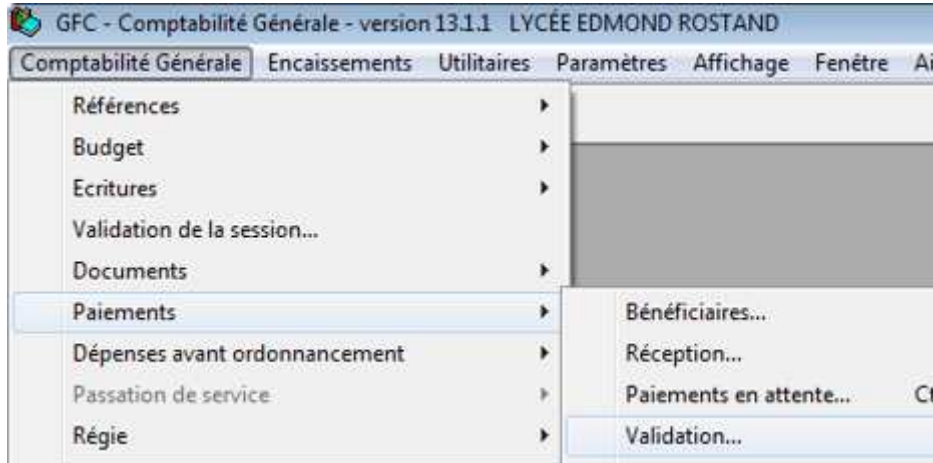 GFC - Comptabilité Générale - version 13.1.1 LYCÉE EDMOND ROSTAND
Comptabilité Générale Encaissements Utilitaires Paramètres Affichage Fenêtre
Références
Budget
Ecritures
Validation de la session...
Documents
Paiements
Bénéficiaires...
Dépenses avant ordonnancement
Réception...
Passation de service
Paiements en attente...
Régie
Validation...